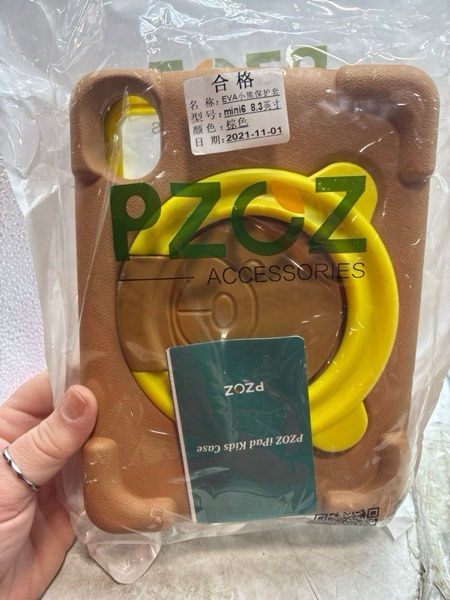 合格
名 称: EVA小熊保护套
型号: mini6 8.3英寸
颜色: 棕色
日 期: 2021-11-01
PZOZ
ACCESSORIES
PZOZ
PZOZ iPad Kids Case